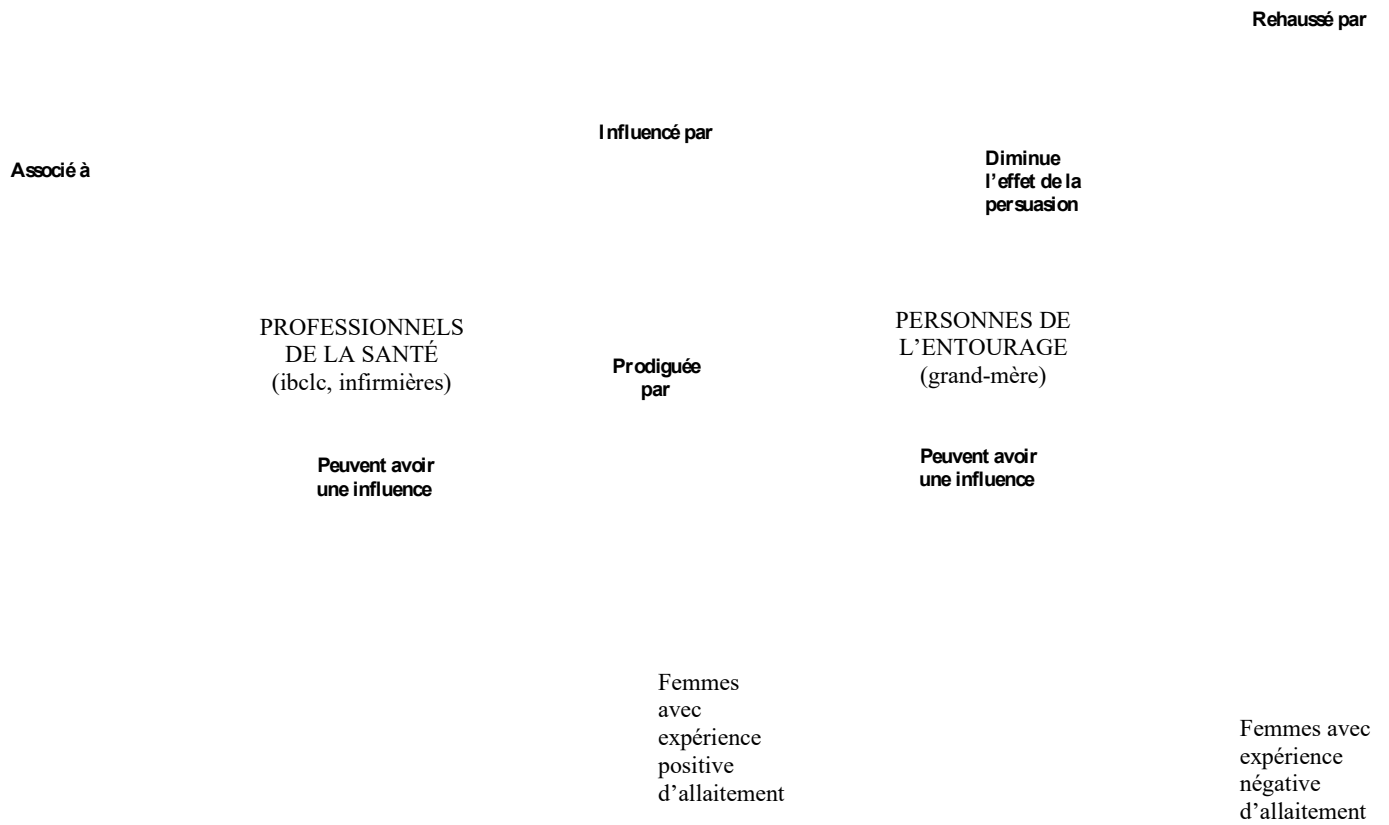 Rehaussé par
Influencé par
Associé à
Diminue
l’effet de la
persuasion
PROFESSIONNELS
DE LA SANTÉ
(ibclc, infirmières)
Prodiguée
par
PERSONNES DE
L’ENTOURAGE
(grand-mère)
Peuvent avoir
une influence
Peuvent avoir
une influence
Femmes
avec
expérience
positive
d’allaitement
Femmes avec
expérience
négative
d’allaitement